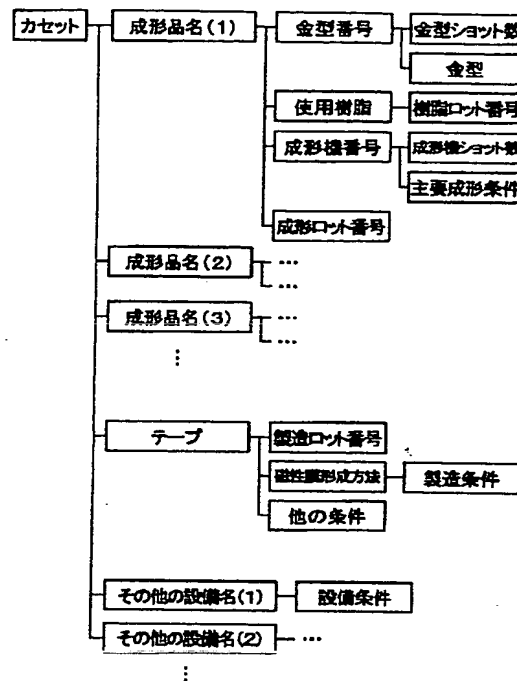 カセット
成形品名(1)
金型番号
金型ショット数
金型
使用樹脂
樹脂ロット番号
成形機番号
成形機ショット数
主要成形条件
成形ロット番号
成形品名(2)
…
…
成形品名(3)
…
…
⋮
テープ
製造ロット番号
磁性膜形成方法
製造条件
他の条件
その他の設備名(1)
設備条件
その他の設備名(2)
…
⋮